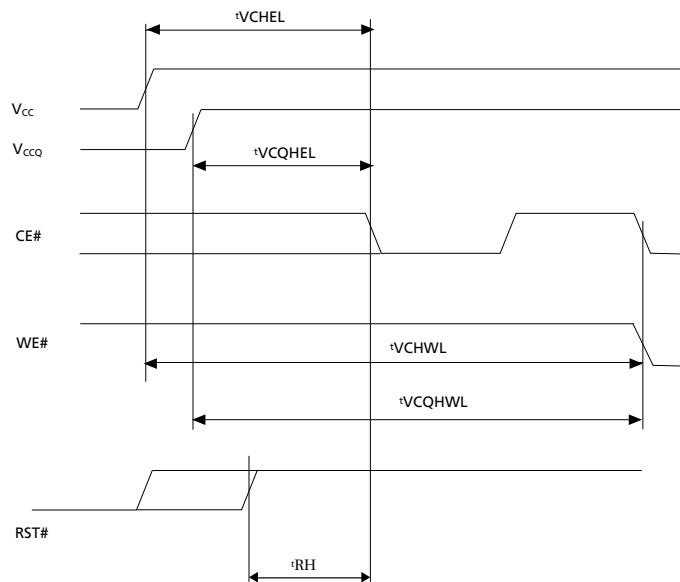 tVCHEL
VCC
VCCQ
tVCQHEL
CE#
WE#
tVCHWL
tVCQHWL
RST#
tRH